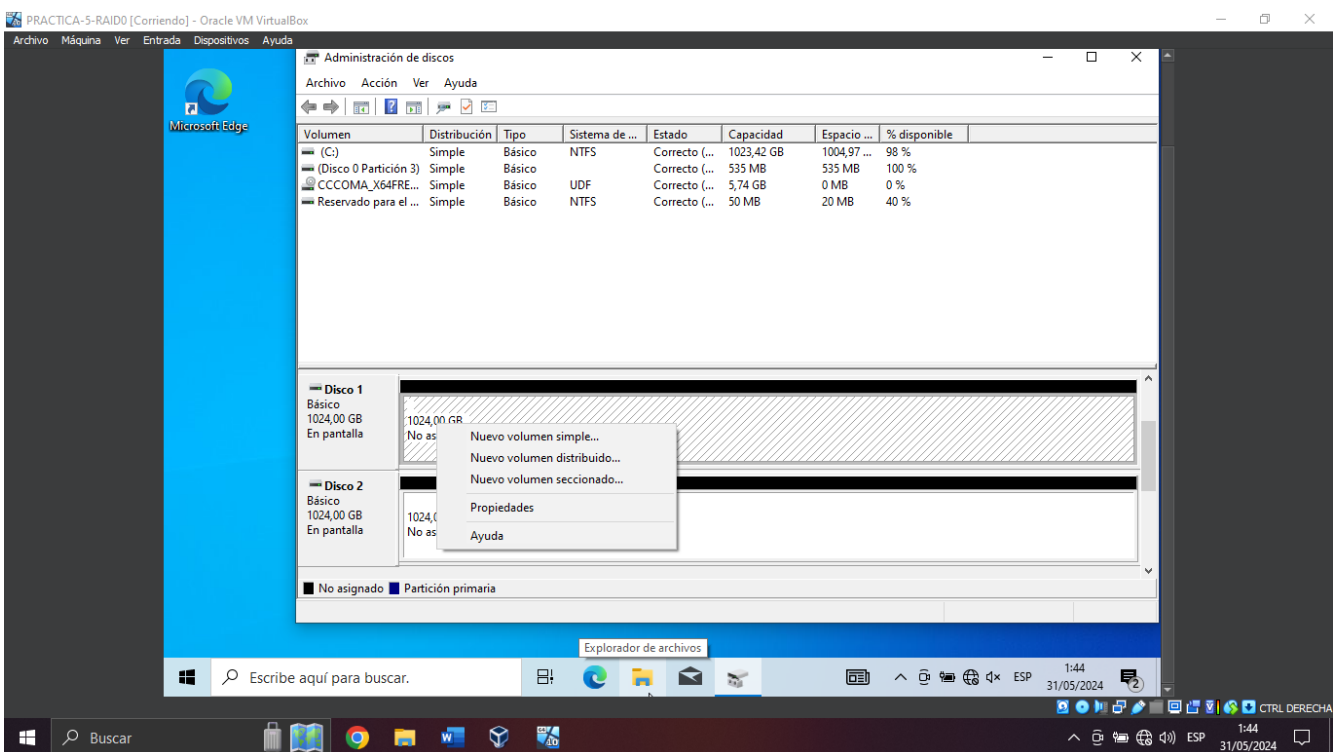 PRACTICA-5-RAID0 [Corriendo] - Oracle VM VirtualBox
Archivo Máquina Ver Entrada Dispositivos Ayuda
Microsoft Edge
Administración de discos
Archivo Acción Ver Ayuda
Volumen Distribución Tipo Sistema de ... Estado Capacidad Espacio ... % disponible
(C:) Simple Básico NTFS Correcto (... 1023,42 GB 1004,97 ... 98 %
(Disco 0 Partición 3) Simple Básico Correcto (... 535 MB 535 MB 100 %
CCCOMA_X64FRE... Simple Básico UDF Correcto (... 5,74 GB 0 MB 0 %
Reservado para el ... Simple Básico NTFS Correcto (... 50 MB 20 MB 40 %
Disco 1
Básico
1024,00 GB
En pantalla
1024,00 GB
No as
Nuevo volumen simple...
Nuevo volumen distribuido...
Nuevo volumen seccionado...
Propiedades
Ayuda
Disco 2
Básico
1024,00 GB
En pantalla
1024,0
No as
No asignado Partición primaria
Explorador de archivos
Escribe aquí para buscar.
ESP
1:44
31/05/2024
2
CTRL DERECHA
Buscar
ESP
1:44
31/05/2024